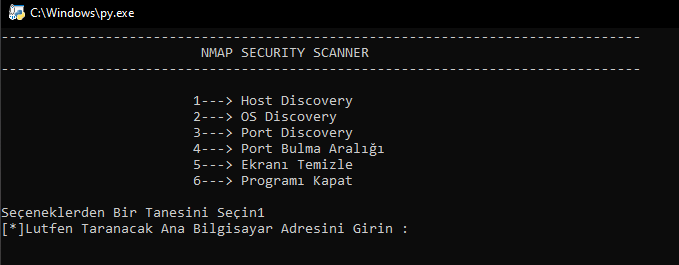 C:\Windows\py.exe
--------------------------------------------------------------------------------
NMAP SECURITY SCANNER
--------------------------------------------------------------------------------
1---> Host Discovery
2---> OS Discovery
3---> Port Discovery
4---> Port Bulma Aralığı
5---> Ekranı Temizle
6---> Programı Kapat
Seçeneklerden Bir Tanesini Seçin1
[*]Lutfen Taranacak Ana Bilgisayar Adresini Girin :